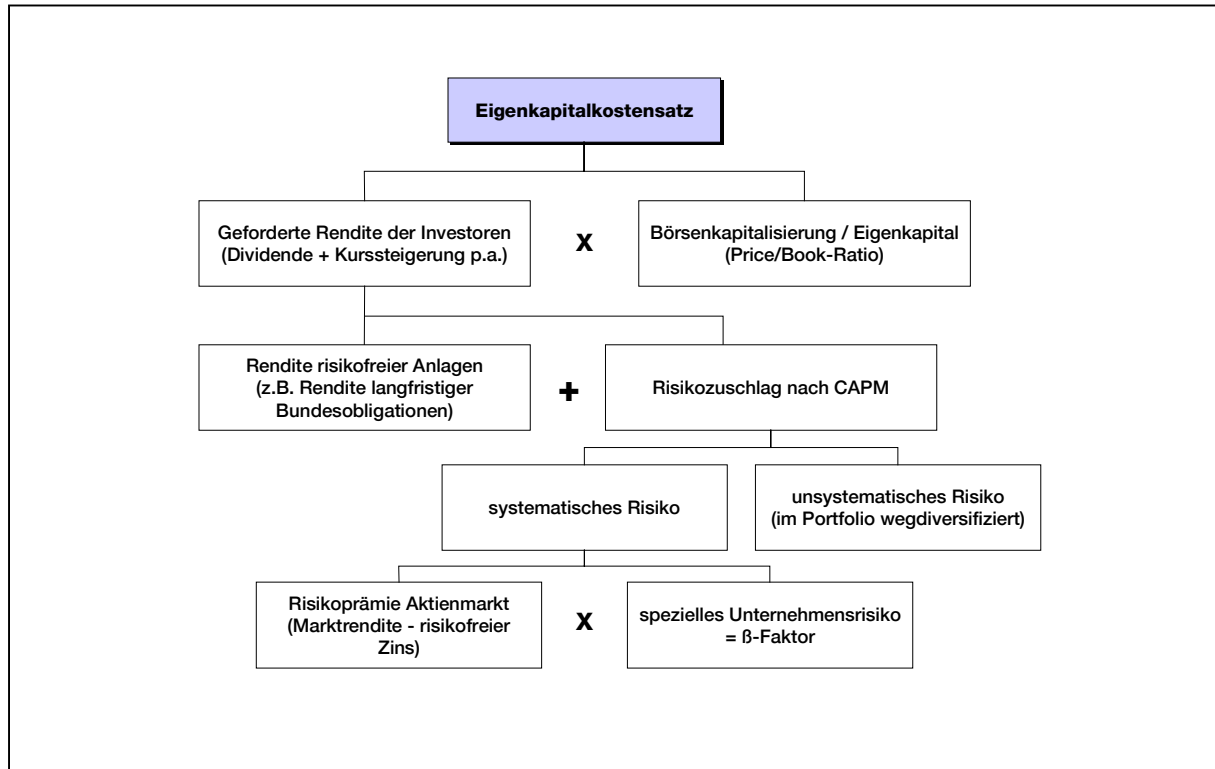 Eigenkapitalkostensatz
Geforderte Rendite der Investoren
(Dividende + Kurssteigerung p.a.)
x
Börsenkapitalisierung / Eigenkapital
(Price/Book-Ratio)
Rendite risikofreier Anlagen
(z.B. Rendite langfristiger
Bundesobligationen)
+
Risikozuschlag nach CAPM
systematisches Risiko
unsystematisches Risiko
(im Portfolio wegdiversifiziert)
Risikoprämie Aktienmarkt
(Marktrendite - risikofreier
Zins)
x
spezielles Unternehmensrisiko
= ß-Faktor